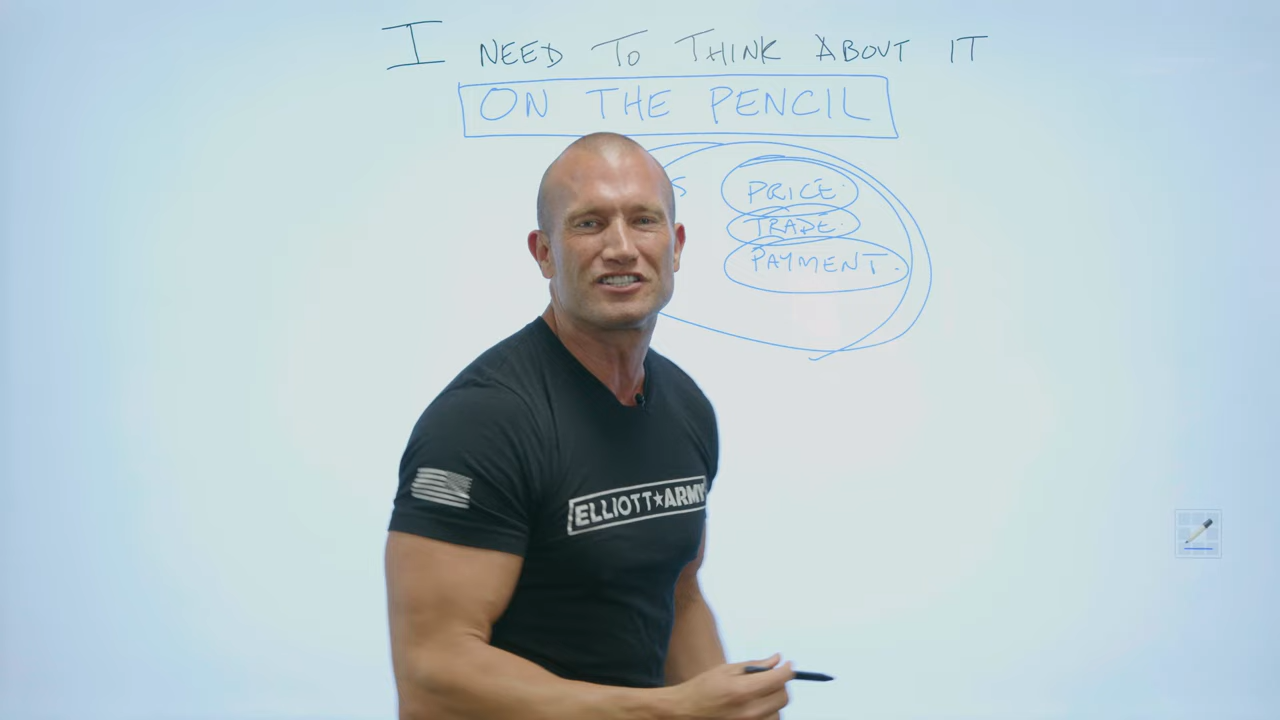 I NEED TO THINK ABOUT IT
ON THE PENCIL
PRICE.
TRADE.
PAYMENT.
ELLIOTT★ARMY